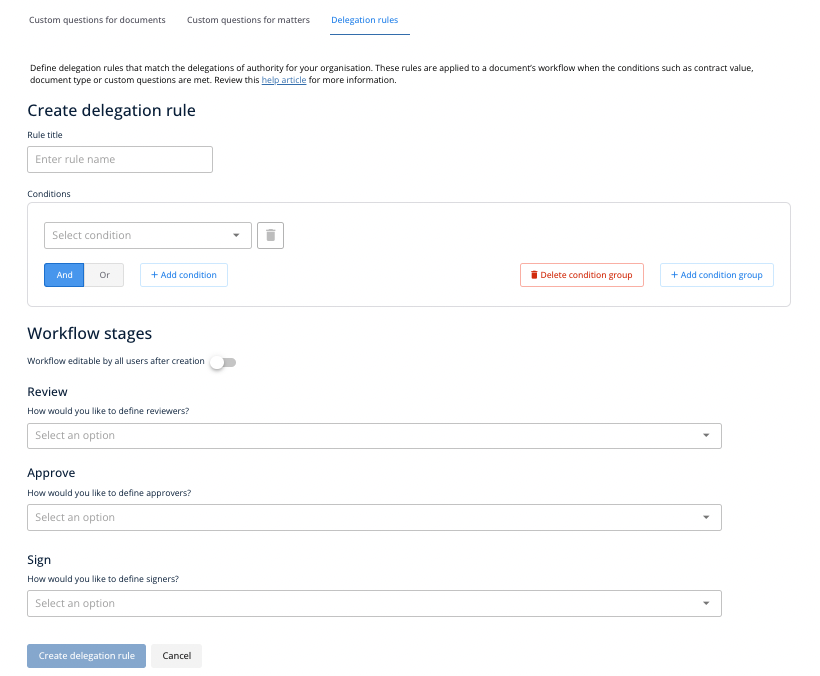 Custom questions for documents Custom questions for matters Delegation rules
Define delegation rules that match the delegations of authority for your organisation. These rules are applied to a document's workflow when the conditions such as contract value,
document type or custom questions are met. Review this help article for more information.
Create delegation rule
Rule title
Enter rule name
Conditions
Select condition
And Or + Add condition Delete condition group + Add condition group
Workflow stages
Workflow editable by all users after creation
Review
How would you like to define reviewers?
Select an option
Approve
How would you like to define approvers?
Select an option
Sign
How would you like to define signers?
Select an option
Create delegation rule Cancel